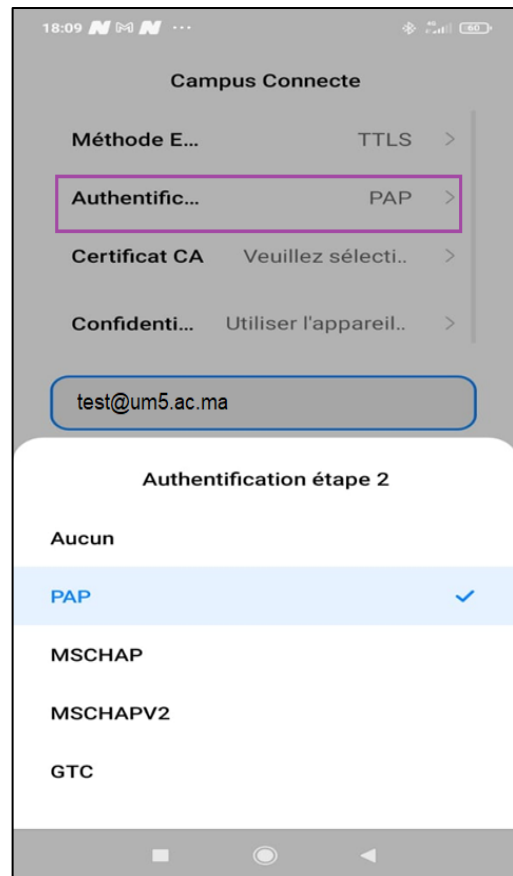 18:09
Campus Connecte
Méthode E... TTLS
Authentific... PAP
Certificat CA Veuillez sélecti..
Confidenti... Utiliser l'appareil..
test@um5.ac.ma
Authentification étape 2
Aucun
PAP
MSCHAP
MSCHAPV2
GTC